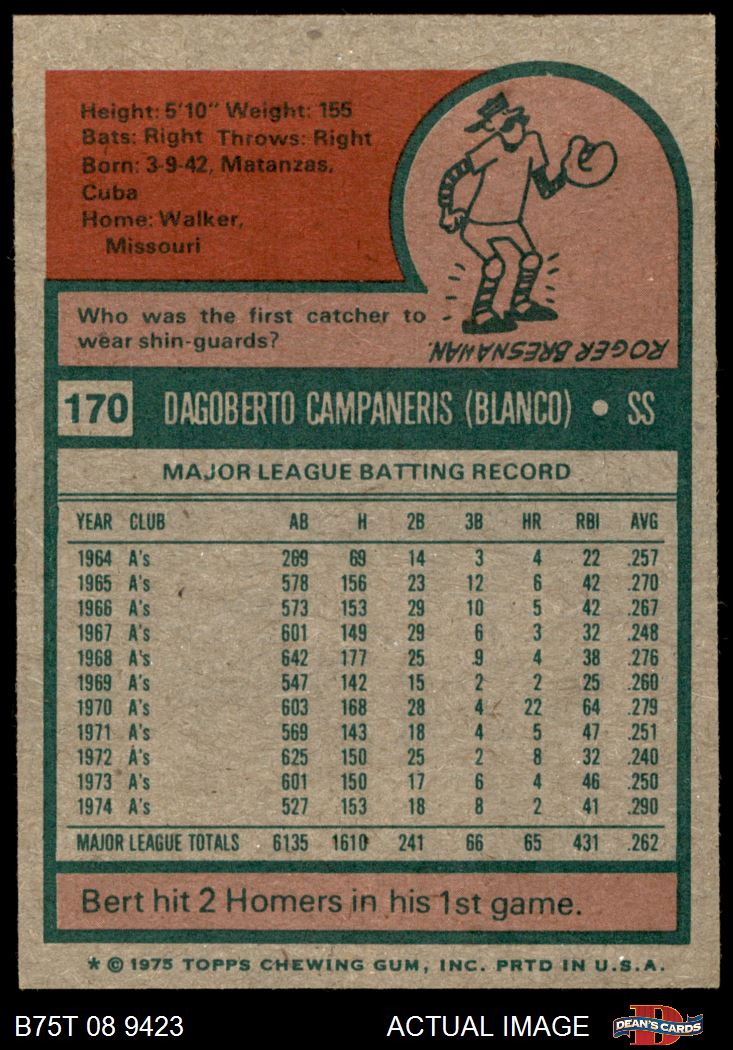 Height: 5'10" Weight: 155
Bats: Right Throws: Right
Born: 3-9-42, Matanzas,
Cuba
Home: Walker,
Missouri
Who was the first catcher to
wear shin-guards?
ROGER BRESNAHAN.
170 DAGOBERTO CAMPANERIS (BLANCO) • SS
MAJOR LEAGUE BATTING RECORD
YEAR CLUB AB H 2B 3B HR RBI AVG
1964 A's 269 69 14 3 4 22 .257
1965 A's 578 156 23 12 6 42 .270
1966 A's 573 153 29 10 5 42 .267
1967 A's 601 149 29 6 3 32 .248
1968 A's 642 177 25 9 4 38 .276
1969 A's 547 142 15 2 2 25 .260
1970 A's 603 168 28 4 22 64 .279
1971 A's 569 143 18 4 5 47 .251
1972 A's 625 150 25 2 8 32 .240
1973 A's 601 150 17 6 4 46 .250
1974 A's 527 153 18 8 2 41 .290
MAJOR LEAGUE TOTALS 6135 1610 241 66 65 431 .262
Bert hit 2 Homers in his 1st game.
* © 1975 TOPPS CHEWING GUM, INC. PRTD IN U.S.A.
B75T 08 9423 ACTUAL IMAGE D DEAN'S CARDS